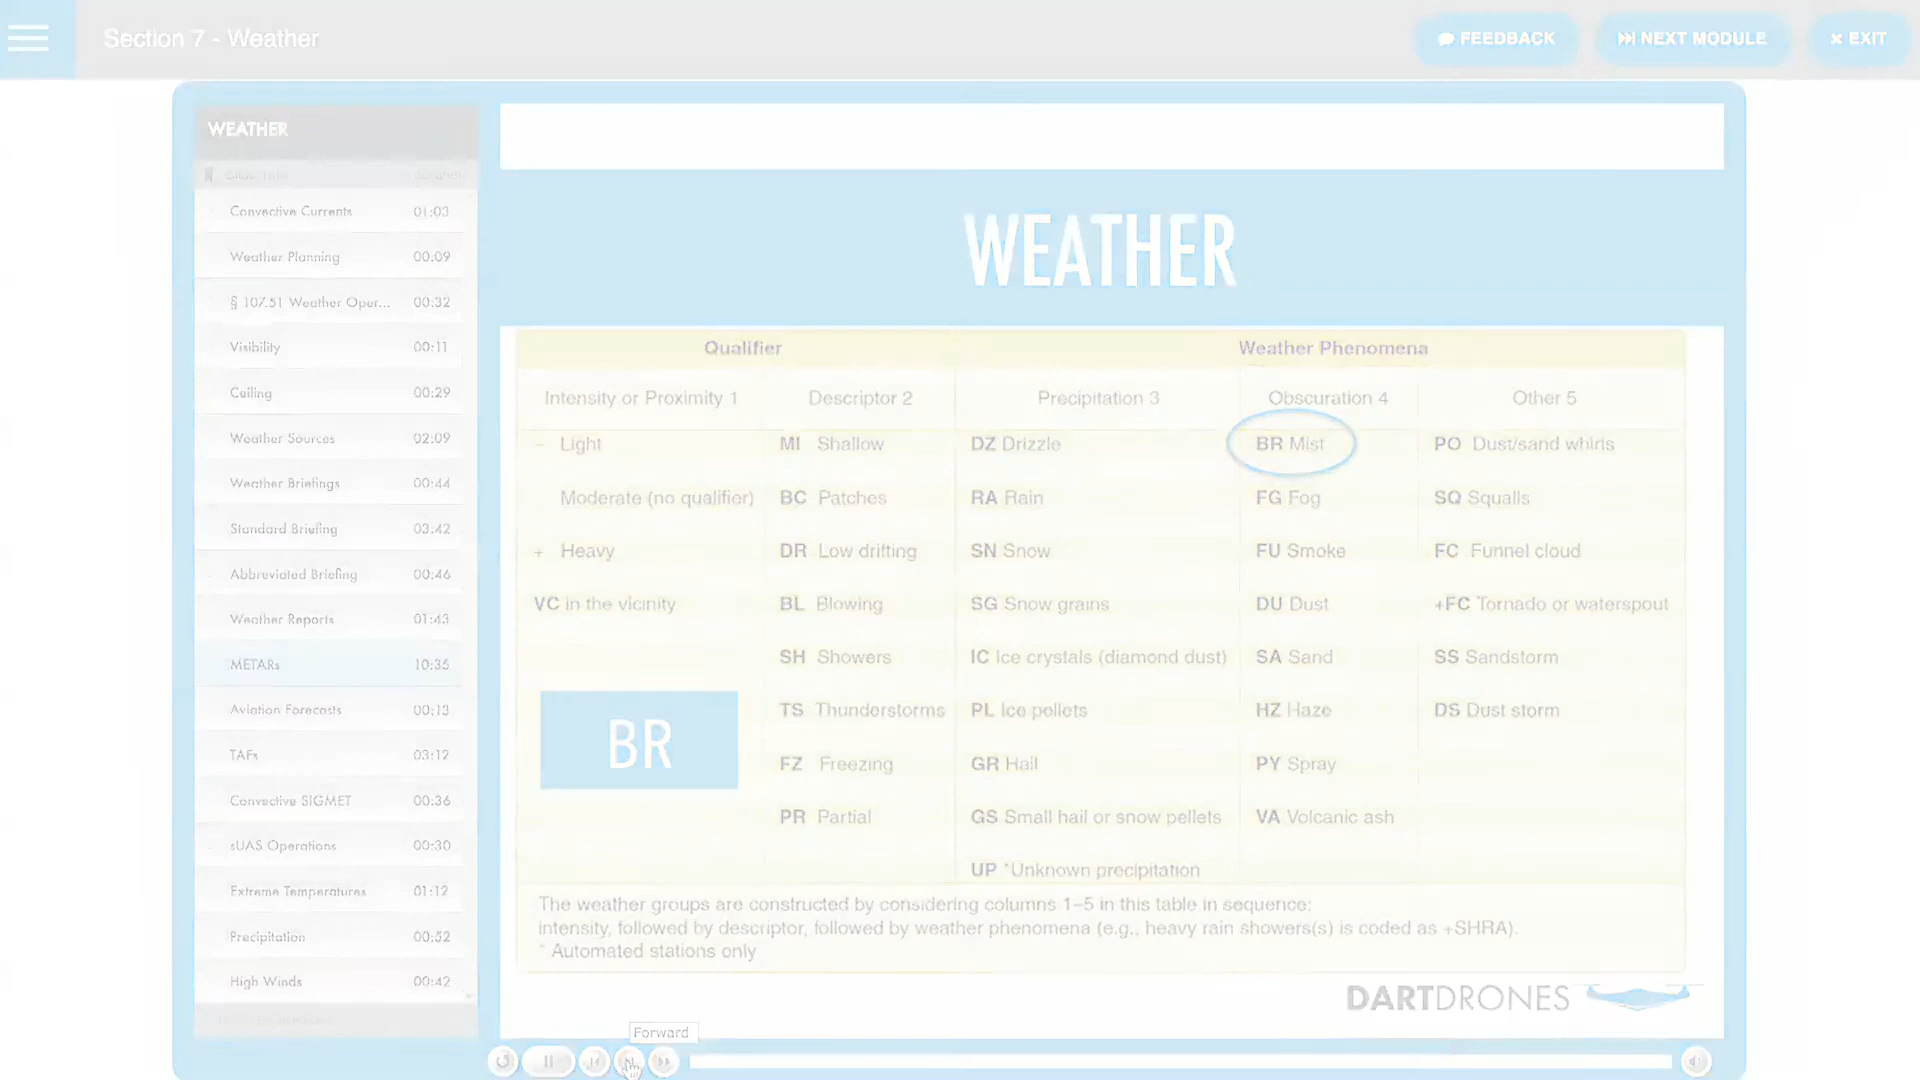 Section 7 - Weather
FEEDBACK
NEXT MODULE
× EXIT
WEATHER
Convective Currents 01:03
Weather Planning 00:09
§ 107.51 Weather Oper... 00:32
Visibility 00:11
Ceiling 00:29
Weather Sources 02:09
Weather Briefings 00:44
Standard Briefing 03:42
Abbreviated Briefing 00:46
Weather Reports 01:43
METARs 10:35
Aviation Forecasts 00:13
TAFs 03:12
Convective SIGMET 00:36
sUAS Operations 00:30
Extreme Temperatures 01:12
Precipitation 00:52
High Winds 00:42
WEATHER
Qualifier Weather Phenomena
Intensity or Proximity 1 Descriptor 2 Precipitation 3 Obscuration 4 Other 5
- Light MI Shallow DZ Drizzle BR Mist PO Dust/sand whirls
Moderate (no qualifier) BC Patches RA Rain FG Fog SQ Squalls
+ Heavy DR Low drifting SN Snow FU Smoke FC Funnel cloud
VC in the vicinity BL Blowing SG Snow grains DU Dust +FC Tornado or waterspout
SH Showers IC Ice crystals (diamond dust) SA Sand SS Sandstorm
TS Thunderstorms PL Ice pellets HZ Haze DS Dust storm
BR
FZ Freezing GR Hail PY Spray
PR Partial GS Small hail or snow pellets VA Volcanic ash
UP *Unknown precipitation
The weather groups are constructed by considering columns 1–5 in this table in sequence:
intensity, followed by descriptor, followed by weather phenomena (e.g., heavy rain showers(s) is coded as +SHRA).
* Automated stations only
DARTDRONES
Forward